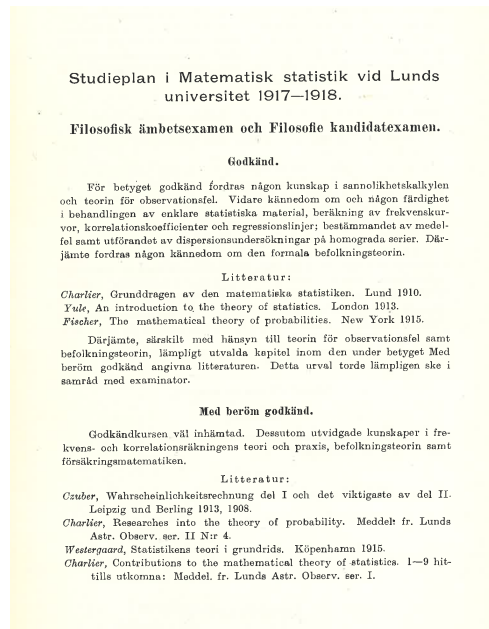 Studieplan i Matematisk statistik vid Lunds
universitet 1917—1918.
Filosofisk ämbetsexamen och Filosofie kandidatexamen.
Godkänd.
För betyget godkänd fordras någon kunskap i sannolikhetskalkylen
och teorin för observationsfel. Vidare kännedom om och någon färdighet
i behandlingen av enklare statistiska material, beräkning av frekvenskur-
vor, korrelationskoefficienter och regressionslinjer; bestämmandet av medel-
fel samt utförandet av dispersionsundersökningar på homograda serier. Där-
jämte fordras någon kännedom om den formala befolkningsteorin.
Litteratur:
Charlier, Grunddragen av den matematiska statistiken. Lund 1910.
Yule, An introduction to the theory of statistics. London 1913.
Fischer, The mathematical theory of probabilities. New York 1915.
Därjämte, särskilt med hänsyn till teorin för observationsfel samt
befolkningsteorin, lämpligt utvalda kapitel inom den under betyget Med
beröm godkänd angivna litteraturen. Detta urval torde lämpligen ske i
samråd med examinator.
Med beröm godkänd.
Godkändkursen väl inhämtad. Dessutom utvidgade kunskaper i fre-
kvens- och korrelationsräkningens teori och praxis, befolkningsteorin samt
försäkringsmatematiken.
Litteratur:
Czuber, Wahrscheinlichkeitsrechnung del I och det viktigaste av del II.
Leipzig und Berling 1913, 1908.
Charlier, Researches into the theory of probability. Meddel. fr. Lunds
Astr. Observ. ser. II N:r 4.
Westergaard, Statistikens teori i grundrids. Köpenhamn 1915.
Charlier, Contributions to the mathematical theory of statistics. 1—9 hit-
tills utkomna: Meddel. fr. Lunds Astr. Observ. ser. I.